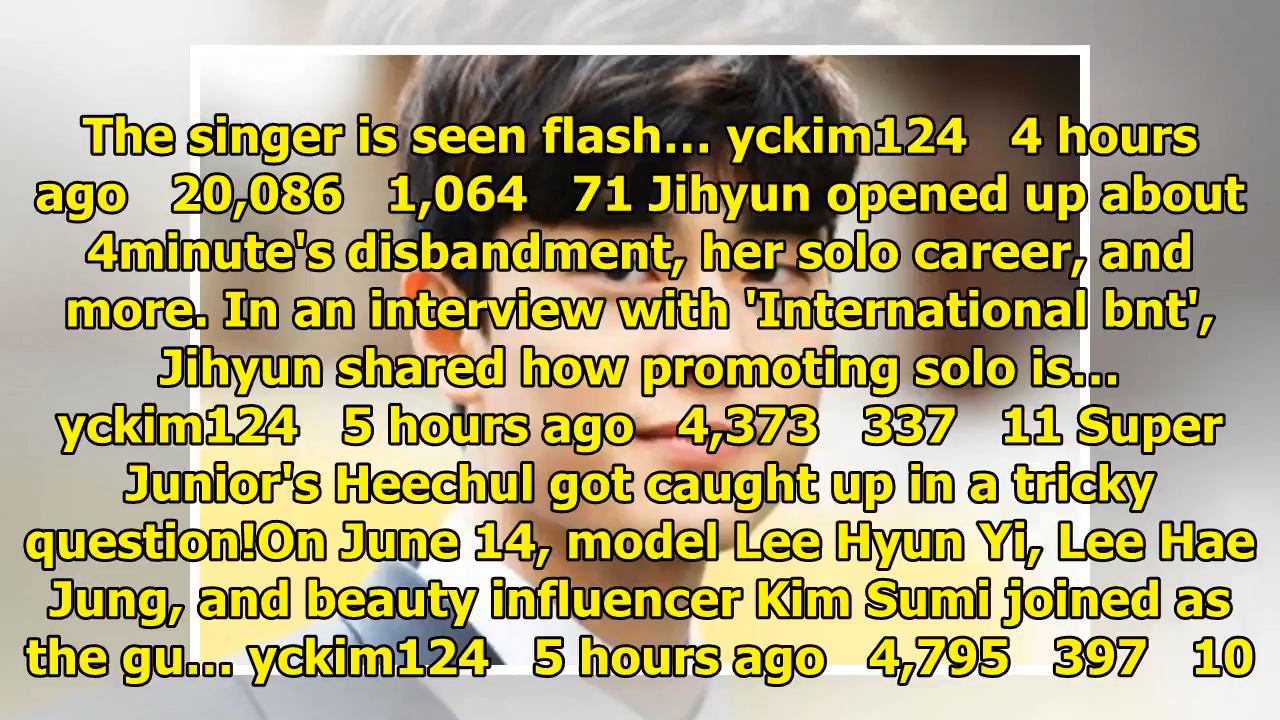 The singer is seen flash... yckim124 4 hours
ago 20,086 1,064 71 Jihyun opened up about
4minute's disbandment, her solo career, and
more. In an interview with 'International bnt',
Jihyun shared how promoting solo is...
yckim124 5 hours ago 4,373 337 11 Super
Junior's Heechul got caught up in a tricky
question!On June 14, model Lee Hyun Yi, Lee Hae
Jung, and beauty influencer Kim Sumi joined as
the gu... yckim124 5 hours ago 4,795 397 10